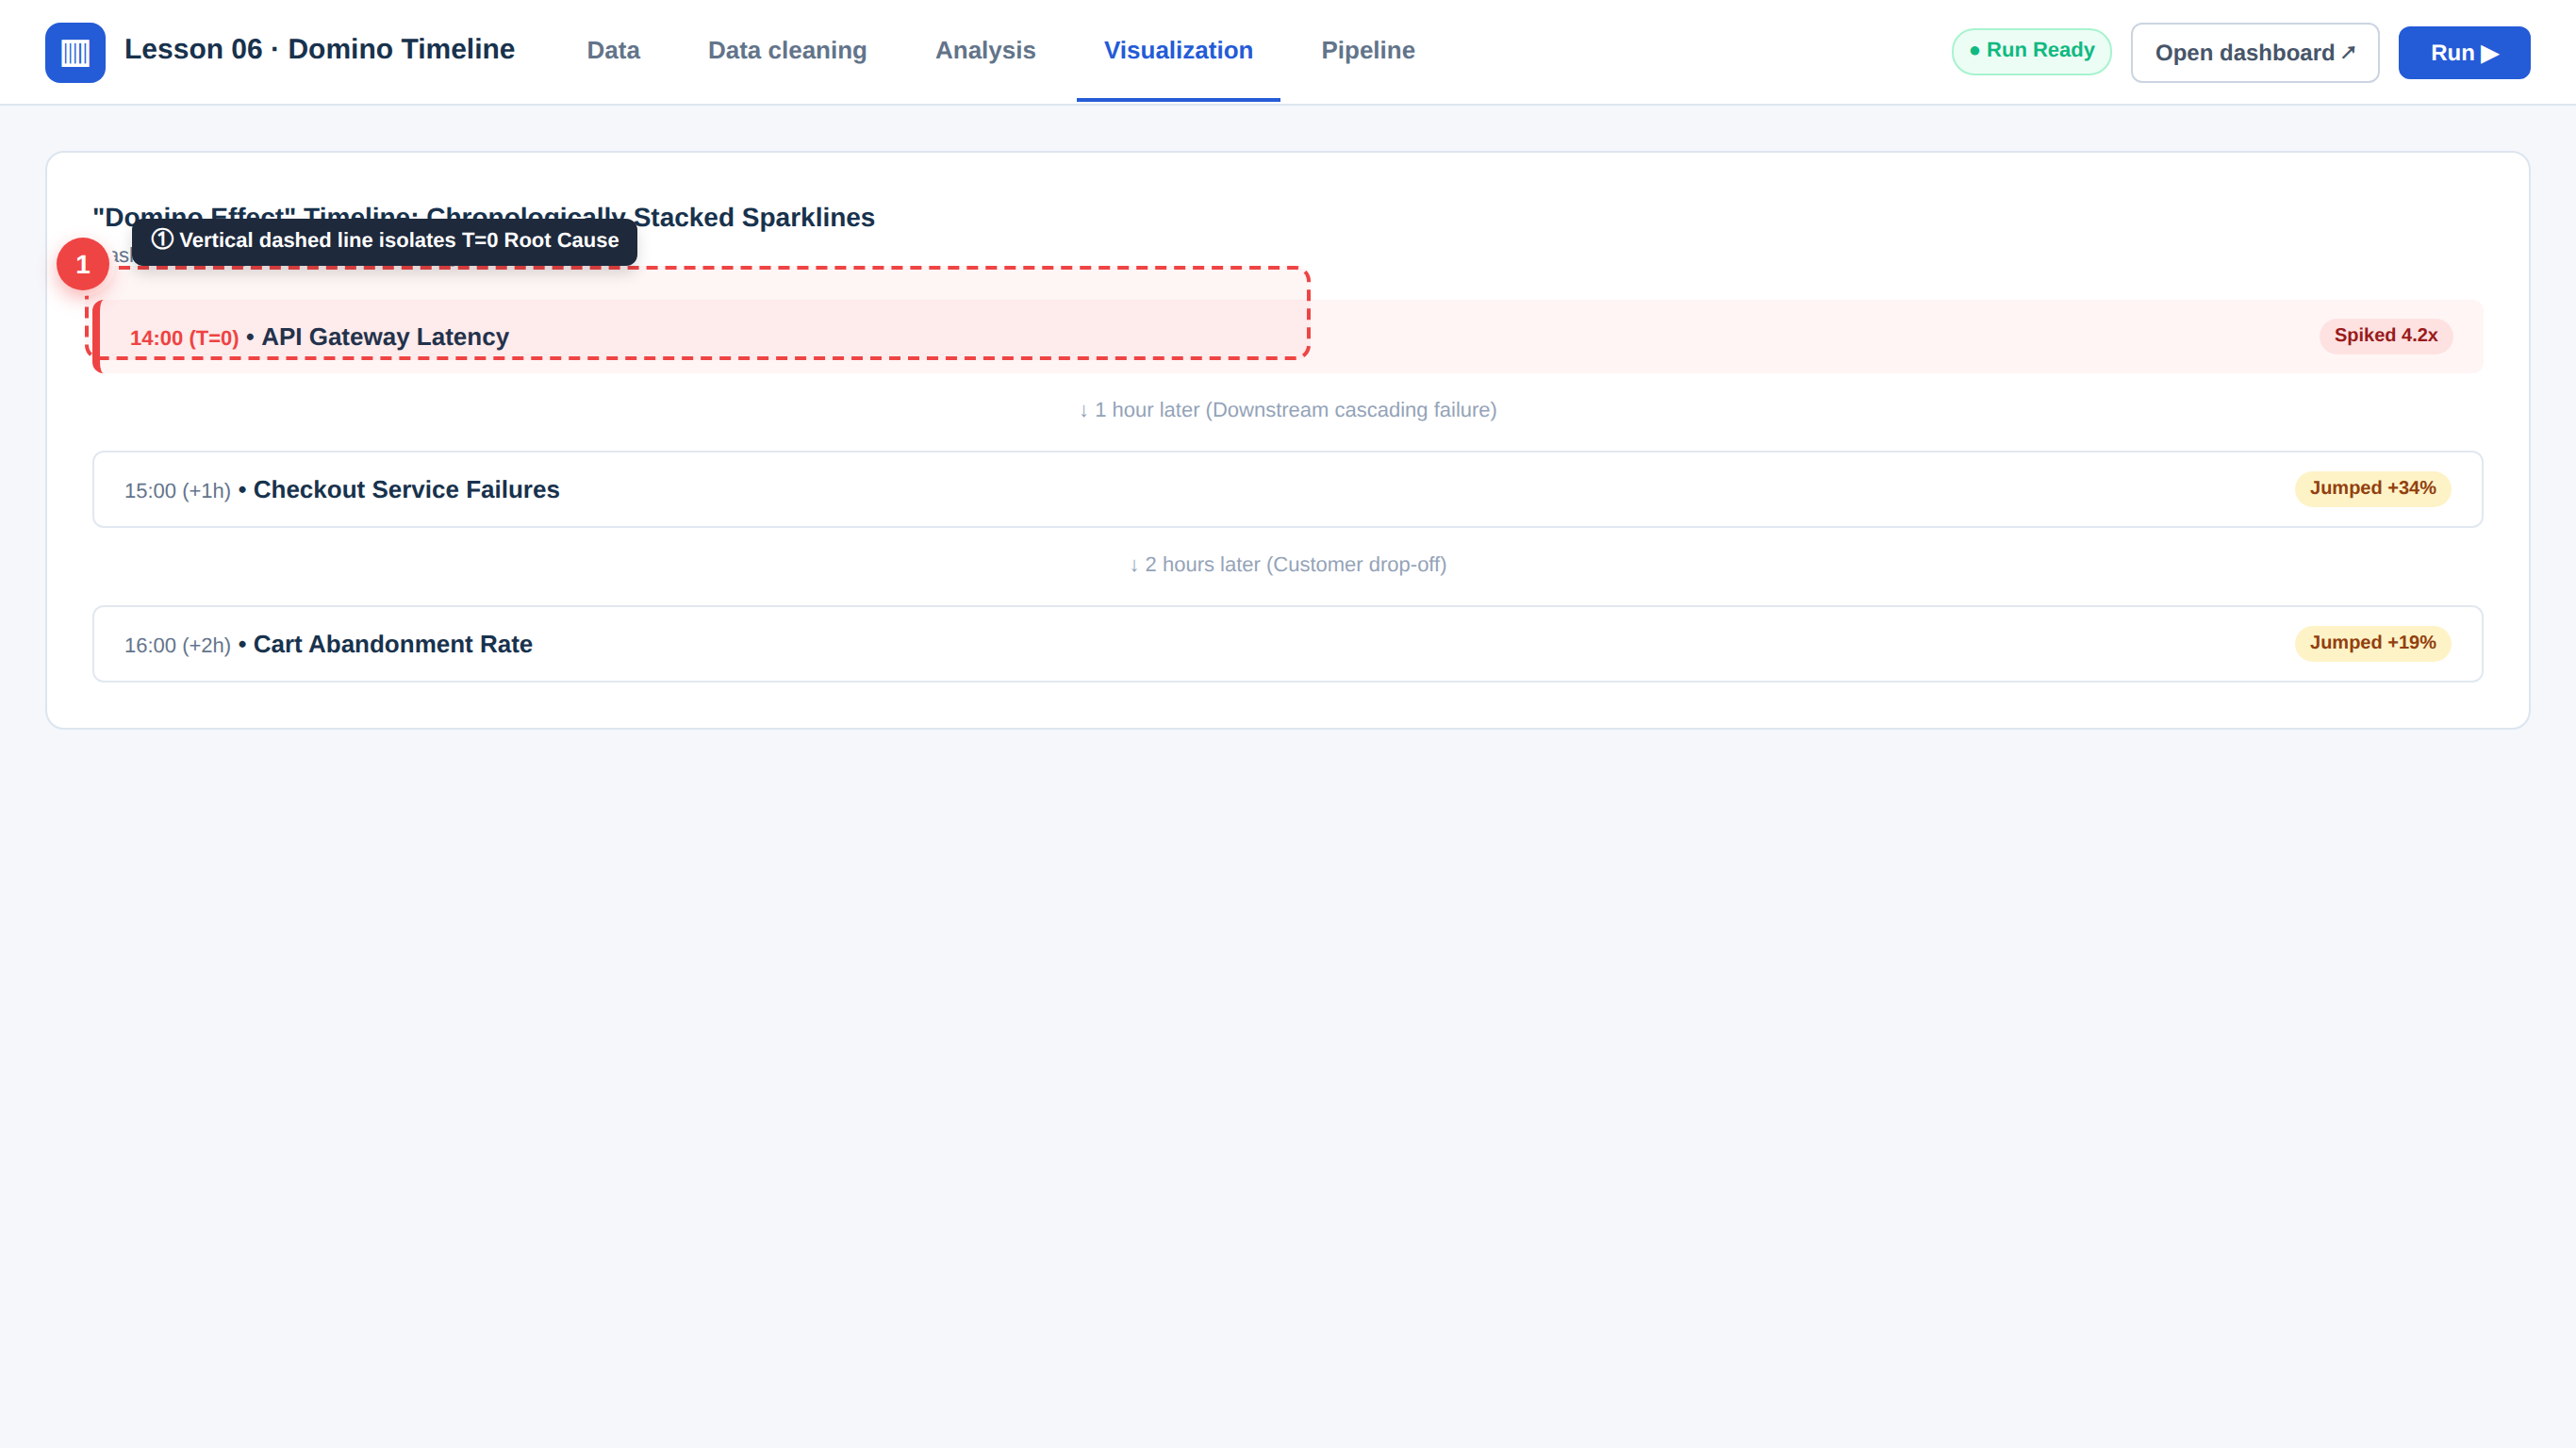 Lesson 06 · Domino Timeline
Data
Data cleaning
Analysis
Visualization
Pipeline
● Run Ready
Open dashboard ↗
Run ▶
"Domino Effect" Timeline: Chronologically Stacked Sparklines
① Vertical dashed line isolates T=0 Root Cause
1
14:00 (T=0) • API Gateway Latency
Spiked 4.2x
↓ 1 hour later (Downstream cascading failure)
15:00 (+1h) • Checkout Service Failures
Jumped +34%
↓ 2 hours later (Customer drop-off)
16:00 (+2h) • Cart Abandonment Rate
Jumped +19%